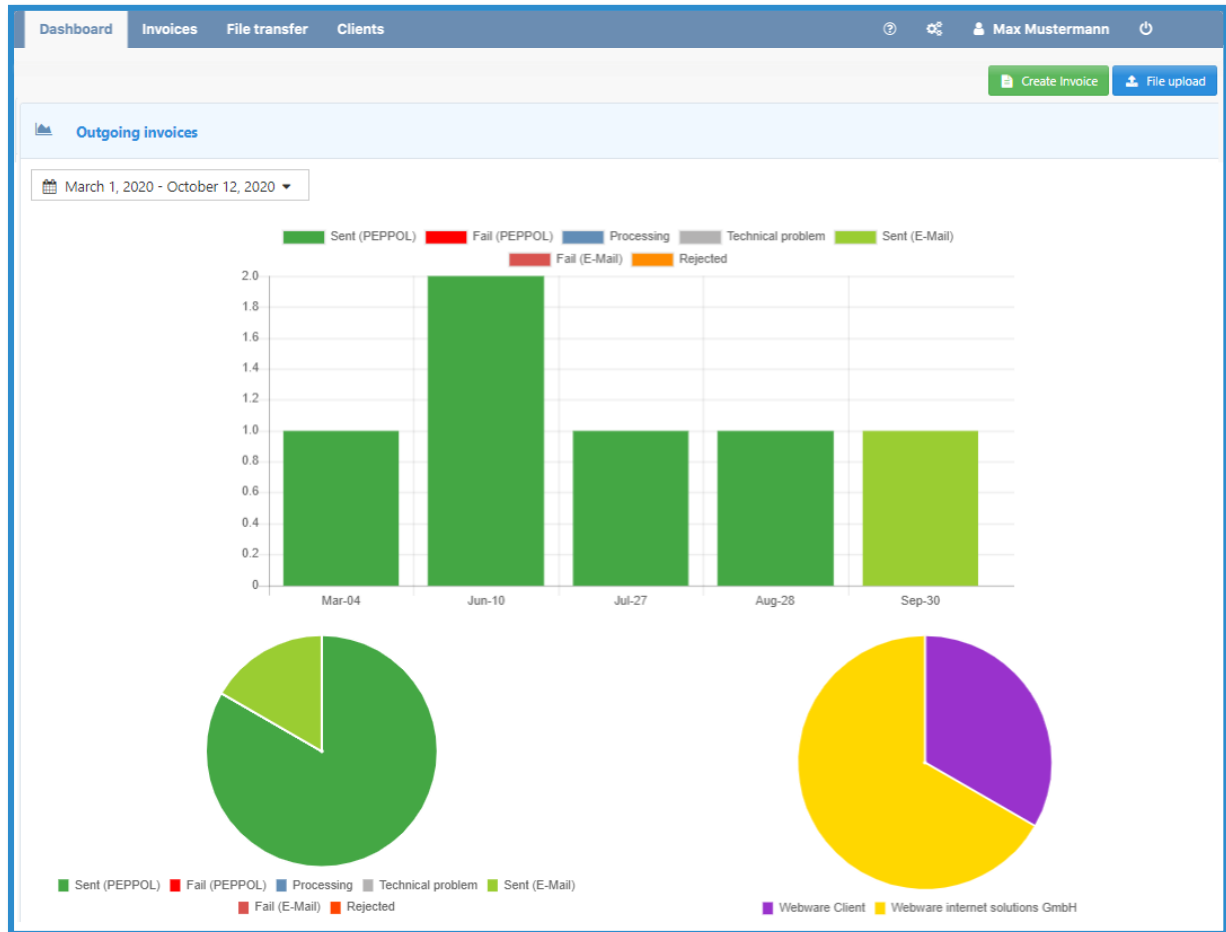 Dashboard Invoices File transfer Clients Max Mustermann
Create Invoice File upload
Outgoing invoices
March 1, 2020 - October 12, 2020
Sent (PEPPOL) Fail (PEPPOL) Processing Technical problem Sent (E-Mail)
Fail (E-Mail) Rejected
2.0
1.8
1.6
1.4
1.2
1.0
0.8
0.6
0.4
0.2
0
Mar-04 Jun-10 Jul-27 Aug-28 Sep-30
Sent (PEPPOL) Fail (PEPPOL) Processing Technical problem Sent (E-Mail)
Fail (E-Mail) Rejected
Webware Client Webware internet solutions GmbH